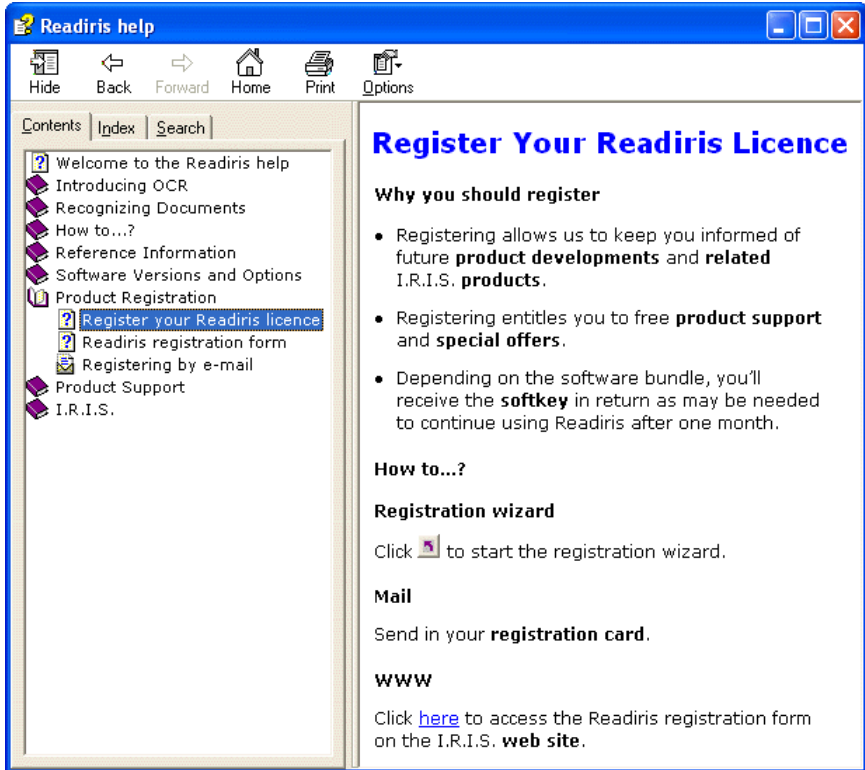 Readiris help
Hide Back Forward Home Print Options
Contents Index Search
Welcome to the Readiris help
Introducing OCR
Recognizing Documents
How to...?
Reference Information
Software Versions and Options
Product Registration
Register your Readiris licence
Readiris registration form
Registering by e-mail
Product Support
I.R.I.S.
Register Your Readiris Licence
Why you should register
• Registering allows us to keep you informed of
future product developments and related
I.R.I.S. products.
• Registering entitles you to free product support
and special offers.
• Depending on the software bundle, you'll
receive the softkey in return as may be needed
to continue using Readiris after one month.
How to...?
Registration wizard
Click to start the registration wizard.
Mail
Send in your registration card.
WWW
Click here to access the Readiris registration form
on the I.R.I.S. web site.